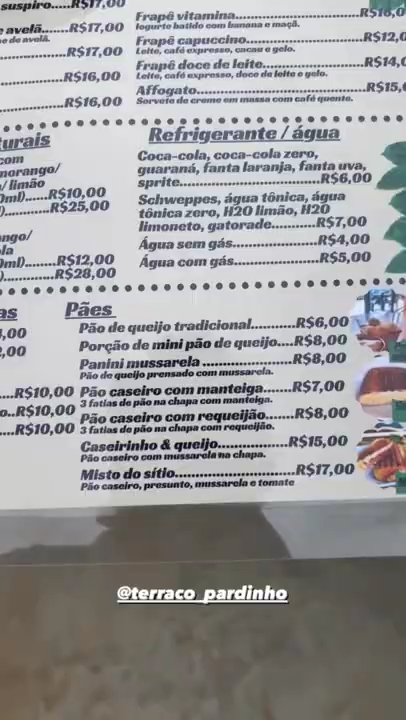 suspiro.....R$17,00
e avelã....R$17,00
me de avelã.
R$17,00
R$16,00
R$16,00
Frapê vitamina
Iogurte batido com banana e maçã.
Frapê capuccino
Leite, café expresso, cacau e gelo.
Frapê doce de leite
Leite, café expresso, doce de leite e gelo.
Affogato
Sorvete de creme em massa com café quente.
turais
com
morango/
a/ limão
0ml)......R$10,00
)........R$25,00
ango/
la
0ml)......R$12,00
)........R$28,00
Refrigerante / água
Coca-cola, coca-cola zero,
guaraná, fanta laranja, fanta uva,
sprite.........................R$6,00
Schweppes, água tônica, água
tônica zero, H20 limão, H20
limoneto, gatorade........R$7,00
Água sem gás................R$4,00
Água com gás................R$5,00
as
,00
2,00
...R$10,00
o..R$10,00
....R$10,00
Pães
Pão de queijo tradicional..........R$6,00
Porção de mini pão de queijo....R$8,00
Panini mussarela.....................R$8,00
Pão de queijo prensado com mussarela.
Pão caseiro com manteiga.......R$7,00
3 fatias de pão na chapa com manteiga.
Pão caseiro com requeijão.......R$8,00
3 fatias de pão na chapa com requeijão.
Caseirinho & queijo.................R$15,00
Pão caseiro com mussarela na chapa.
Misto do sítio............................R$17,00
Pão caseiro, presunto, mussarela e tomate
@terraco_pardinho